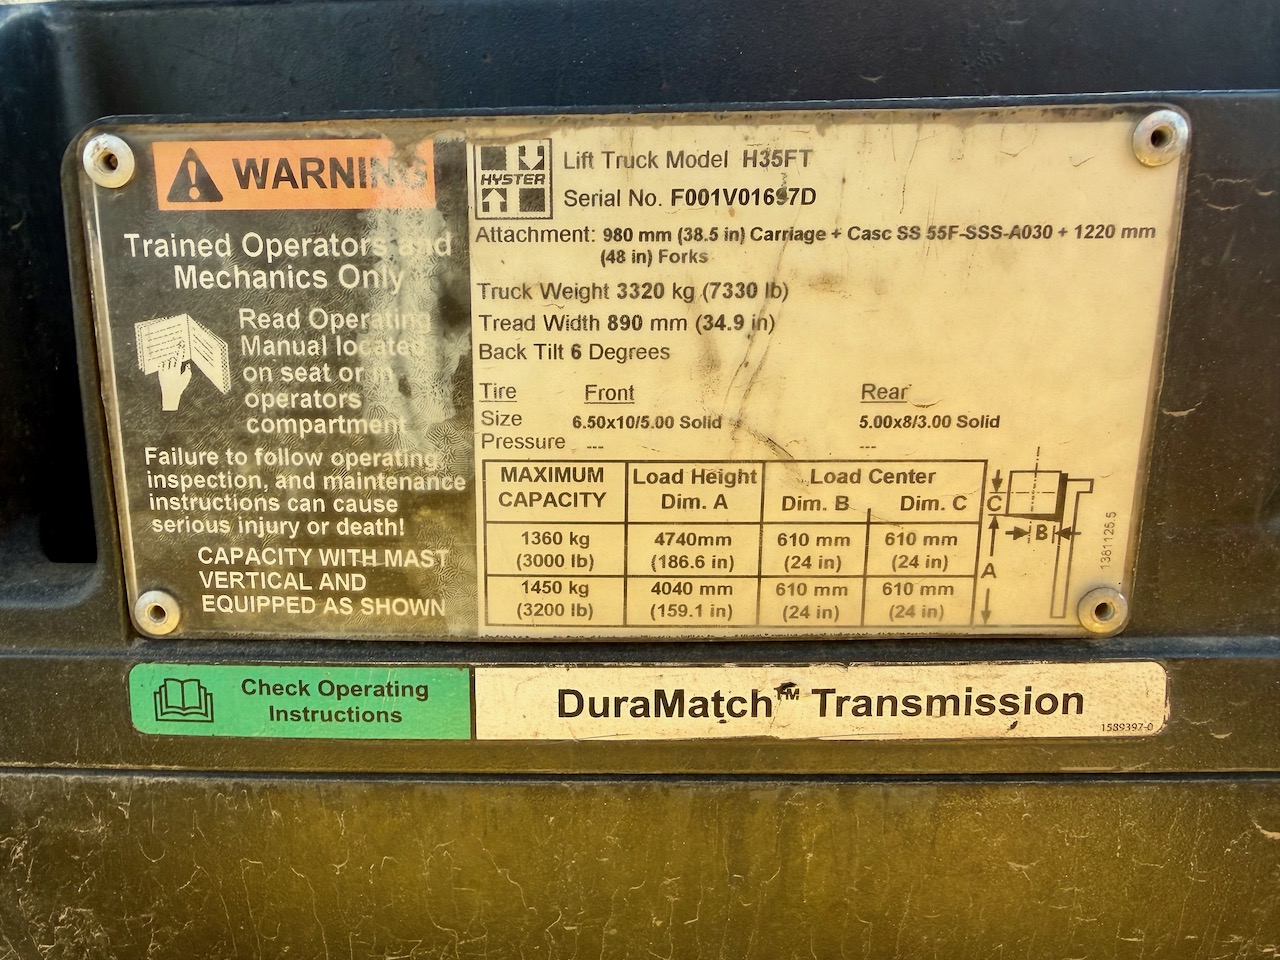 WARNING
Trained Operators and
Mechanics Only
Read Operating
Manual located
on seat or in
operators
compartment
Failure to follow operating,
inspection, and maintenance
instructions can cause
serious injury or death!
CAPACITY WITH MAST
VERTICAL AND
EQUIPPED AS SHOWN
HYSTER
Lift Truck Model H35FT
Serial No. F001V01697D
Attachment: 980 mm (38.5 in) Carriage + Casc SS 55F-SSS-A030 + 1220 mm
(48 in) Forks
Truck Weight 3320 kg (7330 lb)
Tread Width 890 mm (34.9 in)
Back Tilt 6 Degrees
Tire Front Rear
Size 6.50x10/5.00 Solid 5.00x8/3.00 Solid
Pressure --- ---
MAXIMUM Load Height Load Center
CAPACITY Dim. A Dim. B Dim. C
1360 kg 4740mm 610 mm 610 mm
(3000 lb) (186.6 in) (24 in) (24 in)
1450 kg 4040 mm 610 mm 610 mm
(3200 lb) (159.1 in) (24 in) (24 in)
C
B
A
1381125.5
Check Operating
Instructions
DuraMatch™ Transmission
1589397-0